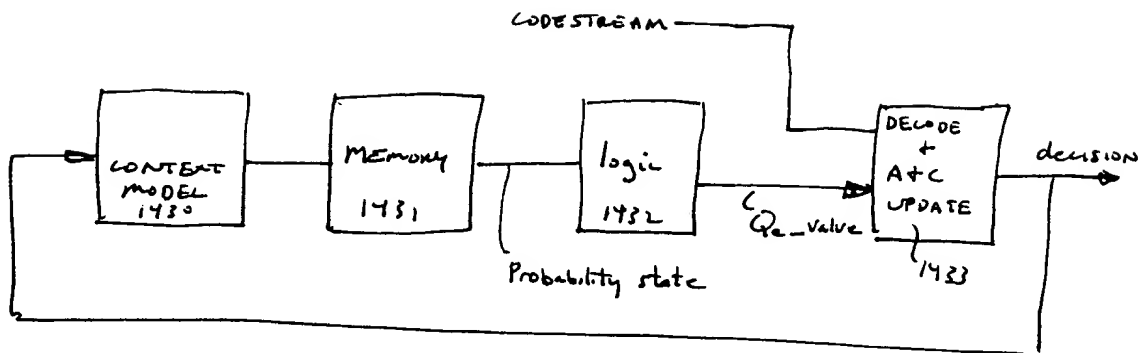 CODESTREAM
CONTEXT
MODEL
1430
MEMORY
1431
logic
1432
DECODE
+
A+C
UPDATE
1433
decision
Qe_value
Probability state